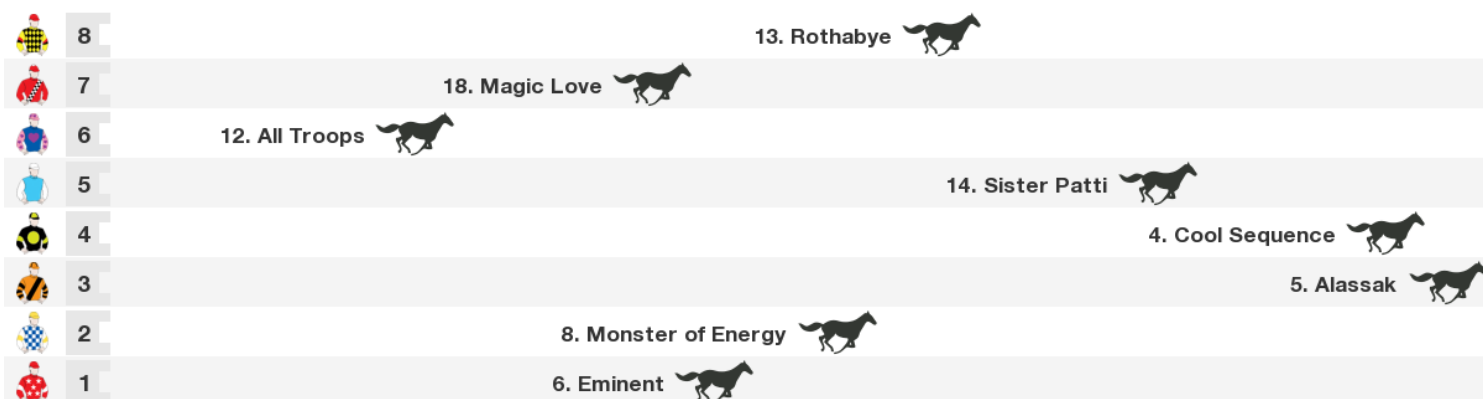 8 13. Rothabye
7 18. Magic Love
6 12. All Troops
5 14. Sister Patti
4 4. Cool Sequence
3 5. Alassak
2 8. Monster of Energy
1 6. Eminent